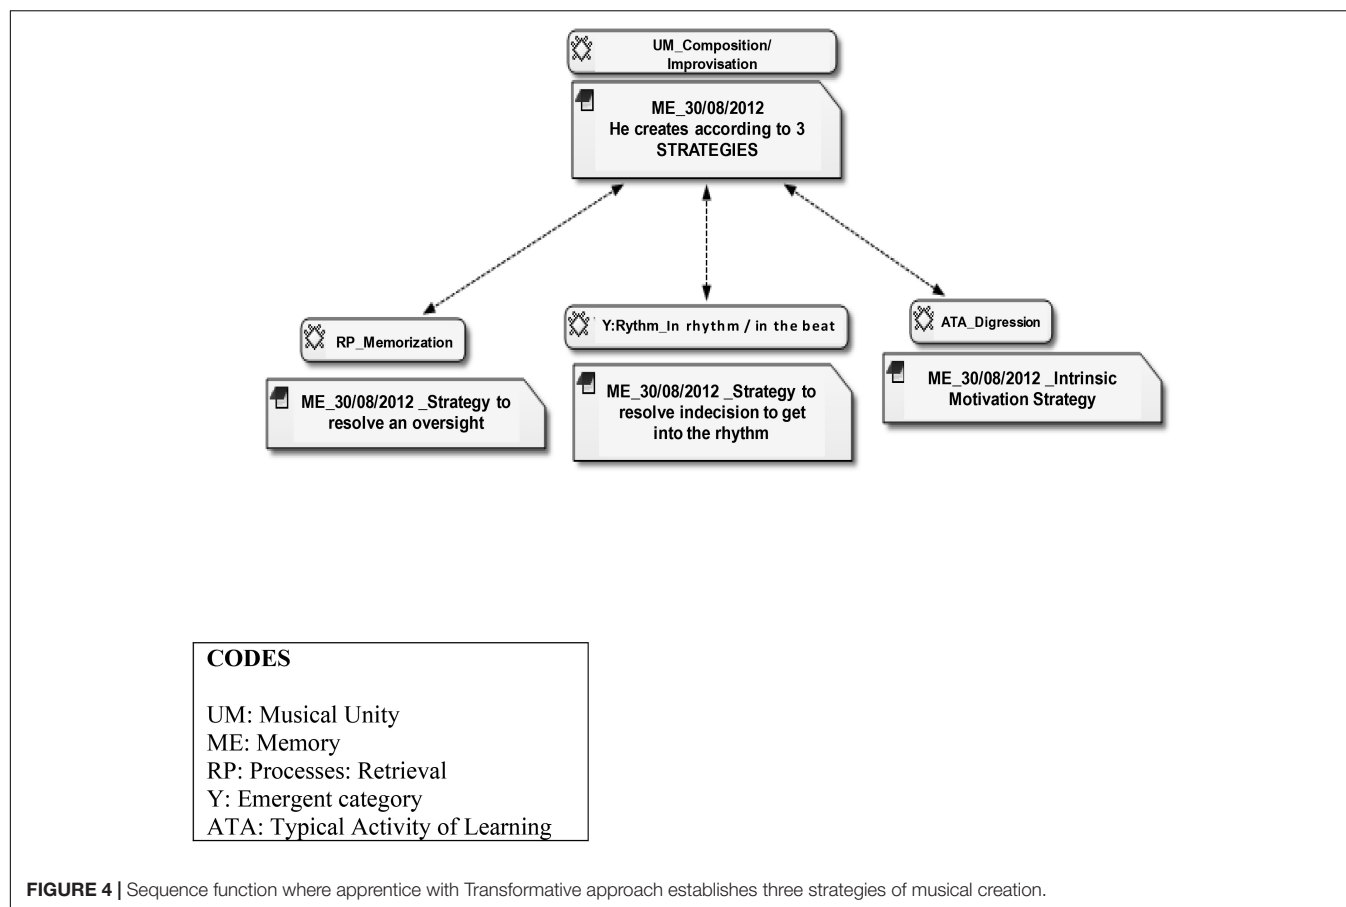 UM_Composition/
Improvisation
ME_30/08/2012
He creates according to 3
STRATEGIES
RP_Memorization
ME_30/08/2012 _Strategy to
resolve an oversight
Y:Rythm_In rhythm / in the beat
ME_30/08/2012 _Strategy to
resolve indecision to get
into the rhythm
ATA_Digression
ME_30/08/2012 _Intrinsic
Motivation Strategy
CODES
UM: Musical Unity
ME: Memory
RP: Processes: Retrieval
Y: Emergent category
ATA: Typical Activity of Learning
FIGURE 4 | Sequence function where apprentice with Transformative approach establishes three strategies of musical creation.